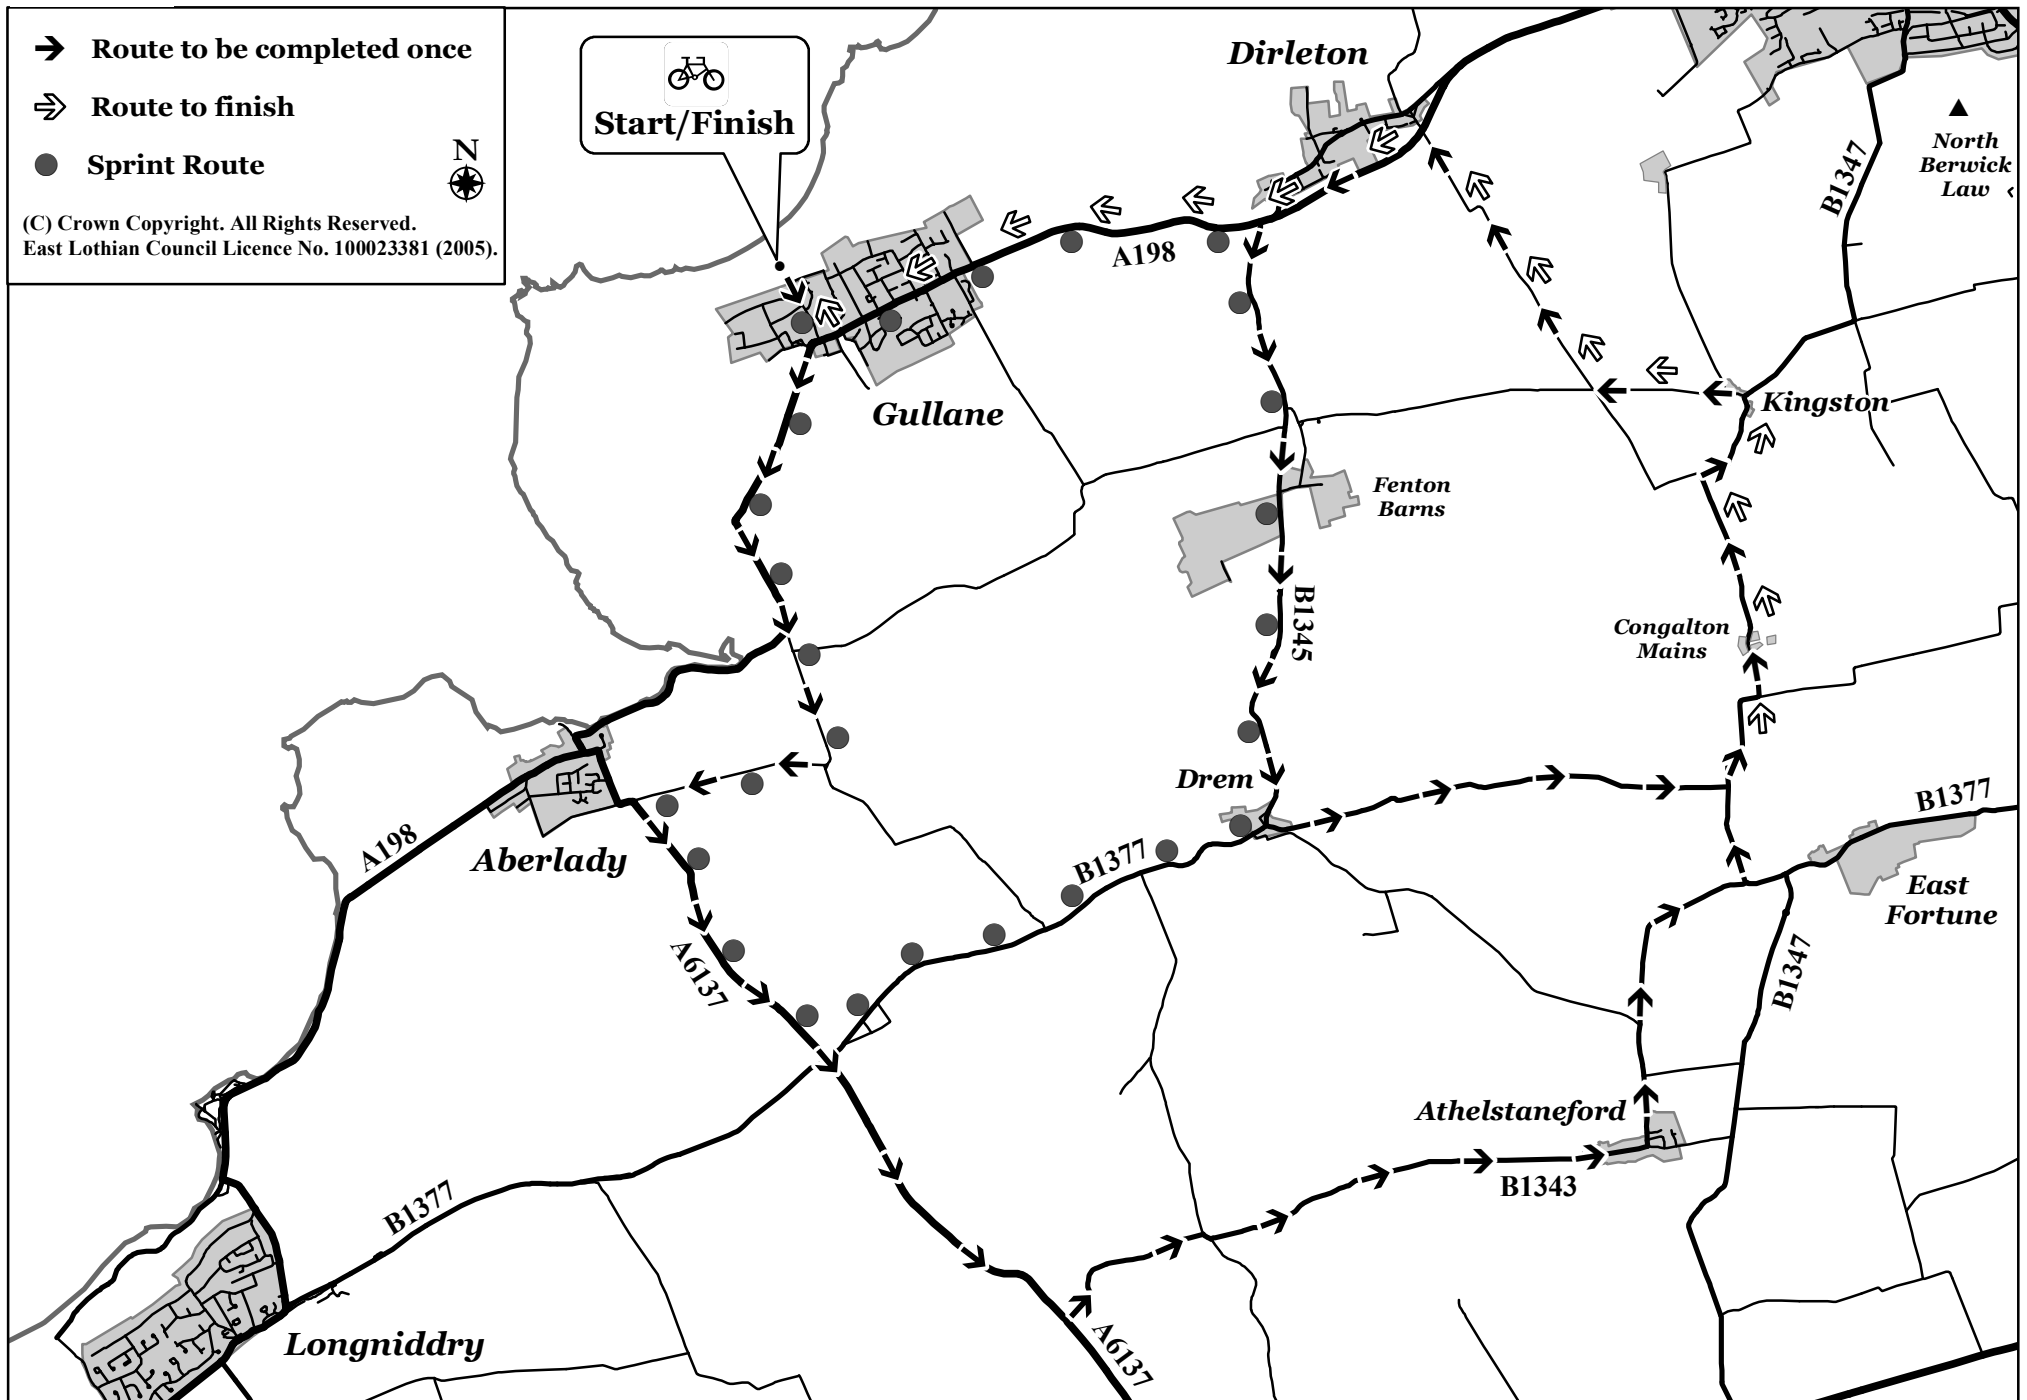 Route to be completed once
Route to finish
Sprint Route
N
(C) Crown Copyright. All Rights Reserved.
East Lothian Council Licence No. 100023381 (2005).
Start/Finish
Dirleton
North
Berwick
Law
B1347
A198
Gullane
Kingston
Fenton
Barns
B1345
Congalton
Mains
Drem
B1377
East
Fortune
A198
Aberlady
B1377
A6137
B1347
Athelstaneford
B1343
B1377
Longniddry
A6137